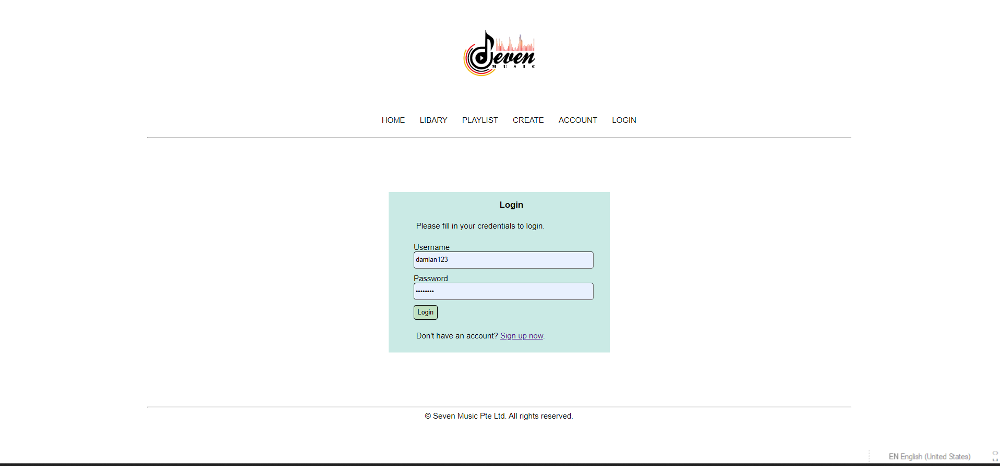 even
MUSIC
HOME LIBARY PLAYLIST CREATE ACCOUNT LOGIN
Login
Please fill in your credentials to login.
Username
damian123
Password
••••••••
Login
Don't have an account? Sign up now.
© Seven Music Pte Ltd. All rights reserved.
EN English (United States)